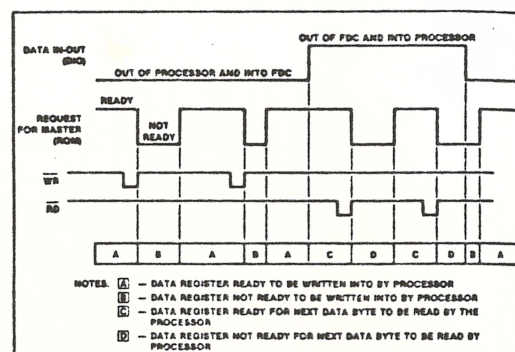 OUT OF FDC AND INTO PROCESSOR
DATA IN-OUT
(DIO)
OUT OF PROCESSOR AND INTO FDC
READY
REQUEST
FOR MASTER
(RQM)
NOT
READY
WR
RD
A B A B A C D C D B A
NOTES: A – DATA REGISTER READY TO BE WRITTEN INTO BY PROCESSOR
B – DATA REGISTER NOT READY TO BE WRITTEN INTO BY PROCESSOR
C – DATA REGISTER READY FOR NEXT DATA BYTE TO BE READ BY THE
PROCESSOR
D – DATA REGISTER NOT READY FOR NEXT DATA BYTE TO BE READ BY
PROCESSOR